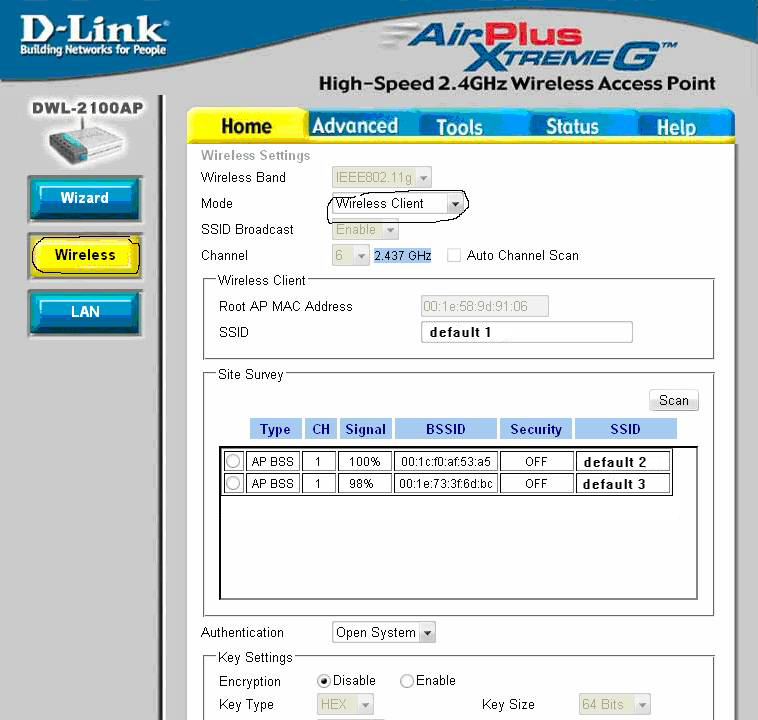 D-Link®
Building Networks for People
AirPlus
XTREME G™
High-Speed 2.4GHz Wireless Access Point
DWL-2100AP
Home Advanced Tools Status Help
Wizard
Wireless
LAN
Wireless Settings
Wireless Band IEEE802.11g
Mode Wireless Client
SSID Broadcast Enable
Channel 6 2.437 GHz Auto Channel Scan
Wireless Client
Root AP MAC Address 00:1e:58:9d:91:06
SSID default 1
Site Survey
Scan
Type CH Signal BSSID Security SSID
AP BSS 1 100% 00:1c:f0:af:53:a5 OFF default 2
AP BSS 1 98% 00:1e:73:3f:6d:bc OFF default 3
Authentication Open System
Key Settings
Encryption Disable Enable
Key Type HEX Key Size 64 Bits